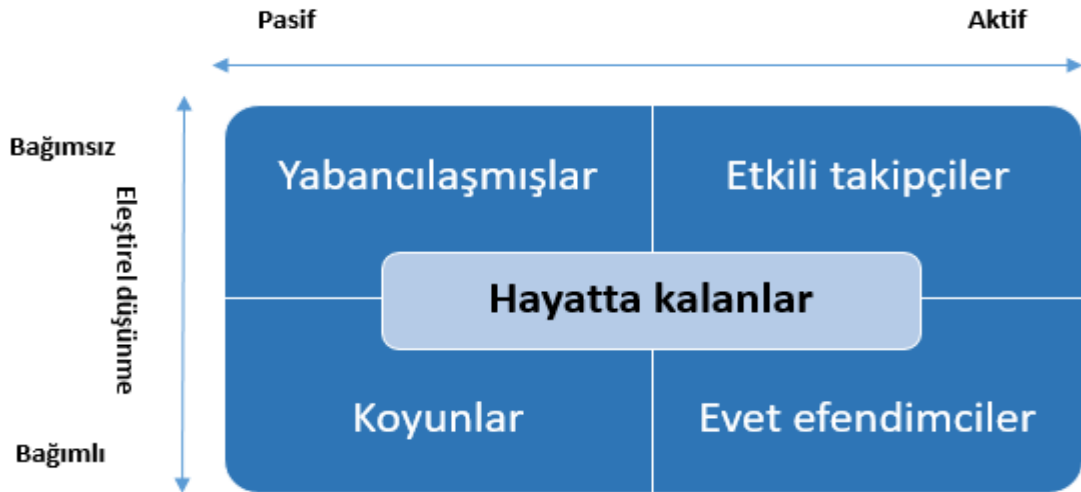 Pasif Aktif
Bağımsız
Yabancılaşmışlar Etkili takipçiler
Eleştirel düşünme
Hayatta kalanlar
Koyunlar Evet efendimciler
Bağımlı